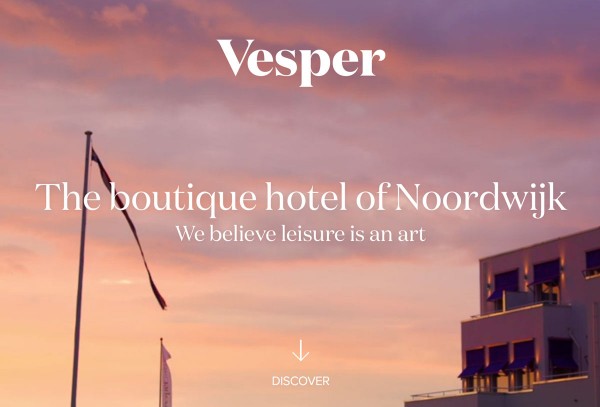 Vesper
The boutique hotel of Noordwijk
We believe leisure is an art
DISCOVER